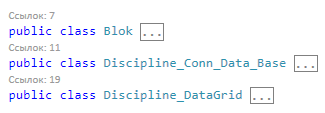 Ссылок: 7
public class Blok ...
Ссылок: 11
public class Discipline_Conn_Data_Base ...
Ссылок: 19
public class Discipline_DataGrid ...